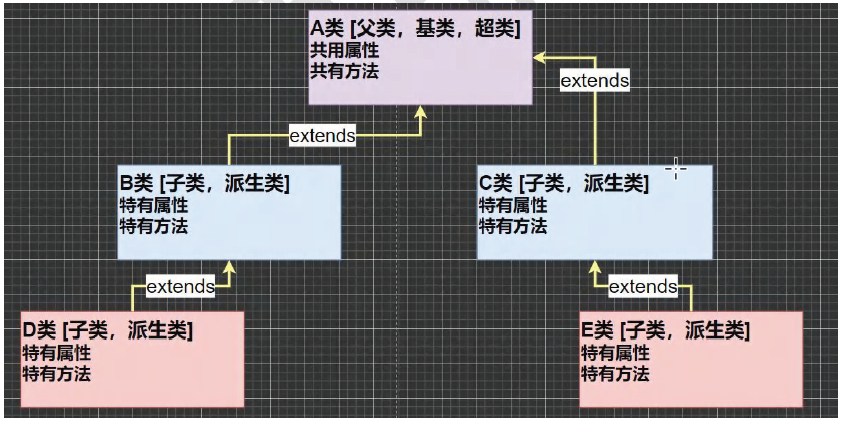 A类 [父类，基类，超类]
共用属性
共有方法
extends
extends
B类 [子类，派生类]
特有属性
特有方法
C类 [子类，派生类]
特有属性
特有方法
extends
extends
D类 [子类，派生类]
特有属性
特有方法
E类 [子类，派生类]
特有属性
特有方法